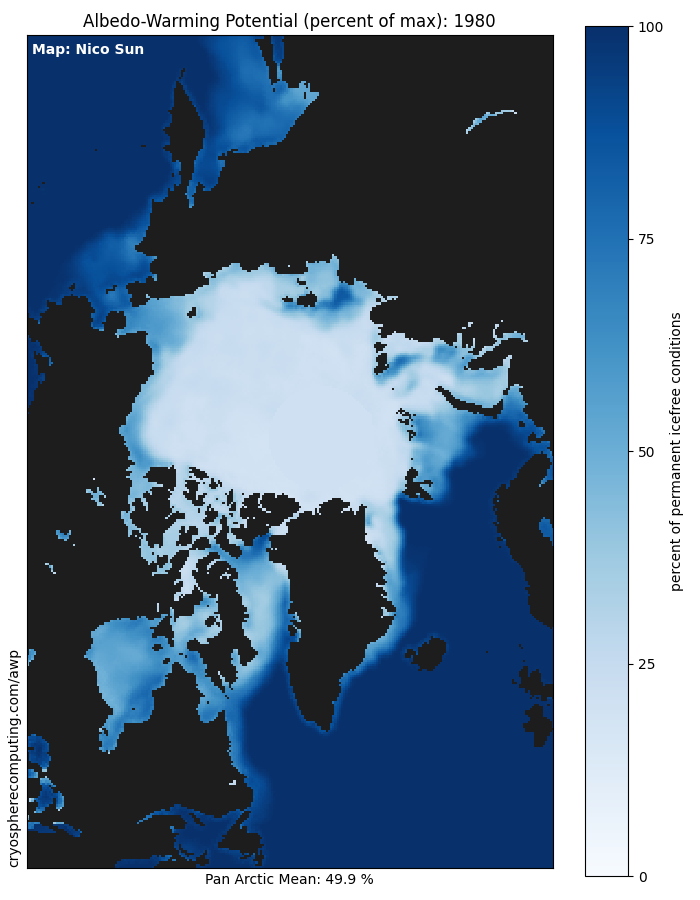 Albedo-Warming Potential (percent of max): 1980
Map: Nico Sun
100
75
50
25
0
percent of permanent icefree conditions
cryospherecomputing.com/awp
Pan Arctic Mean: 49.9 %